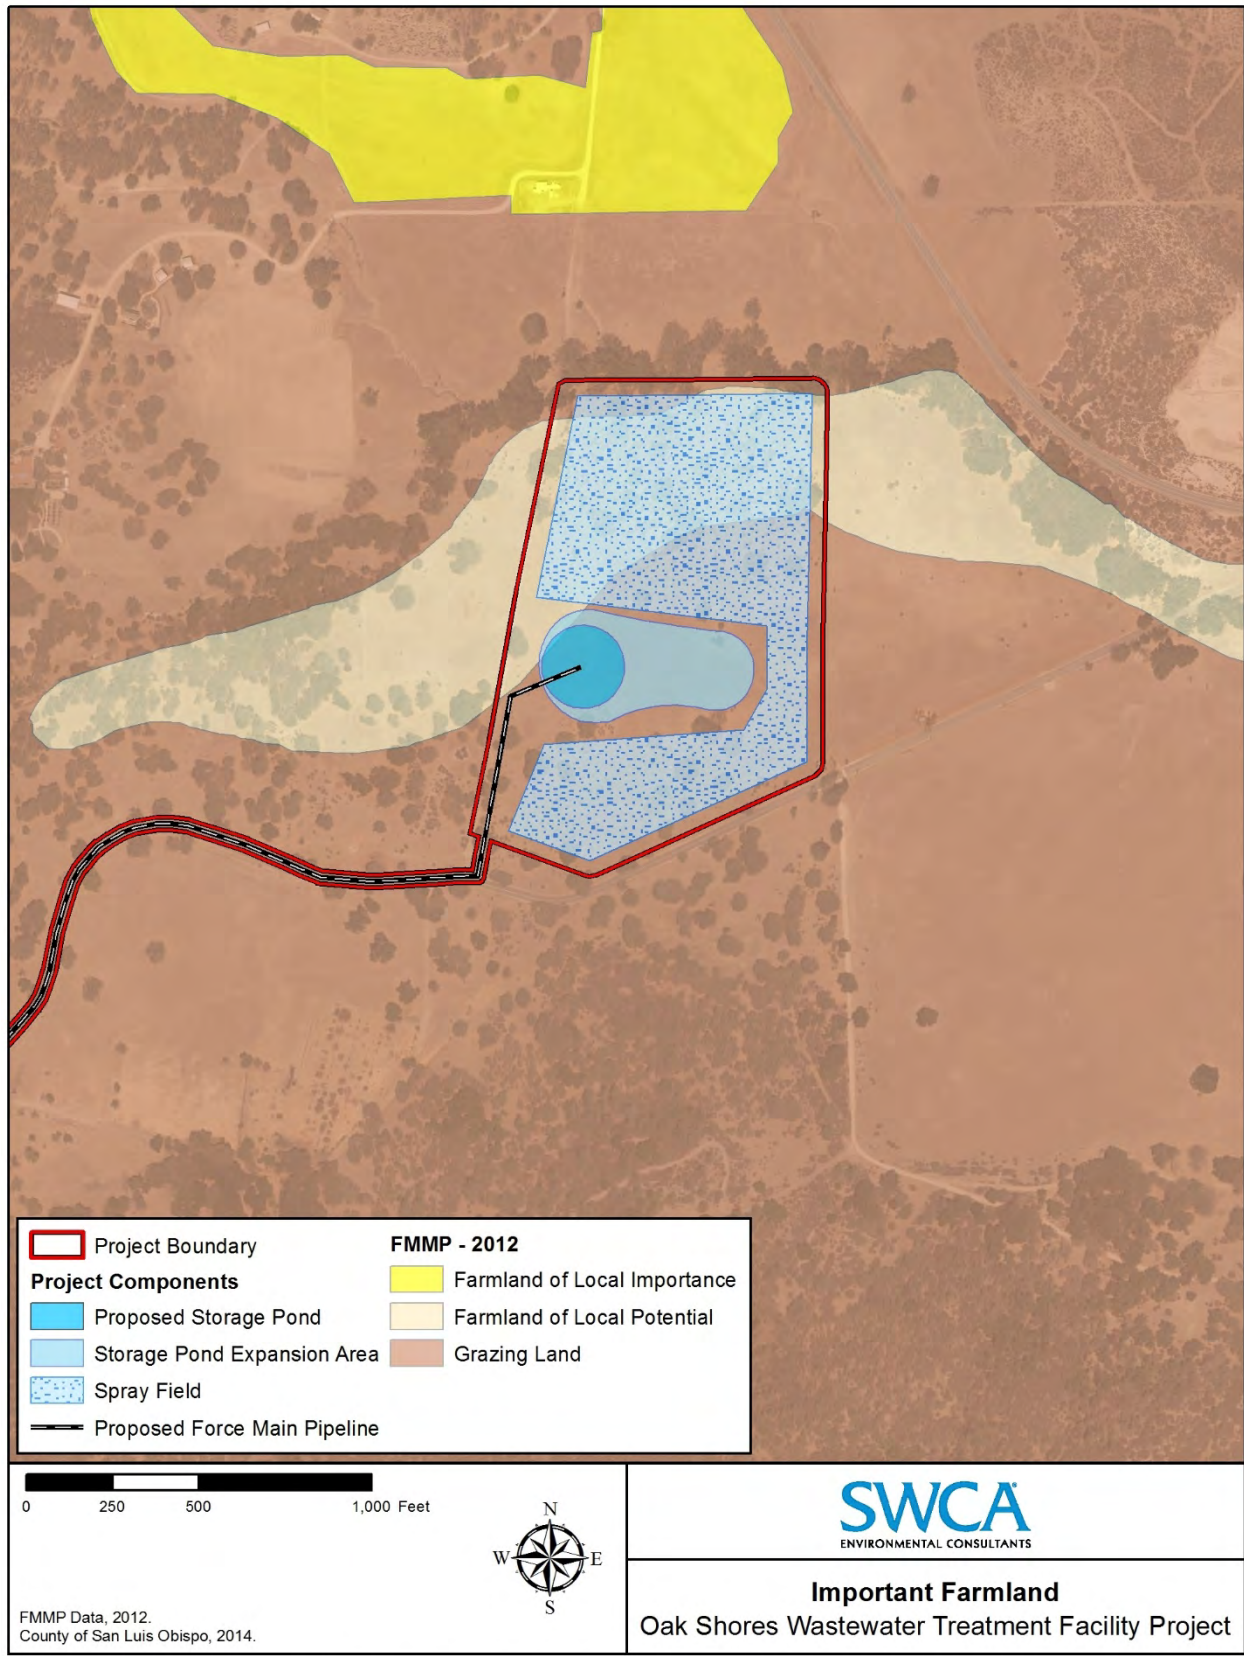 Project Boundary
Project Components
Proposed Storage Pond
Storage Pond Expansion Area
Spray Field
Proposed Force Main Pipeline
FMMP - 2012
Farmland of Local Importance
Farmland of Local Potential
Grazing Land
0 250 500 1,000 Feet
N
W E
S
FMMP Data, 2012.
County of San Luis Obispo, 2014.
SWCA
ENVIRONMENTAL CONSULTANTS
Important Farmland
Oak Shores Wastewater Treatment Facility Project